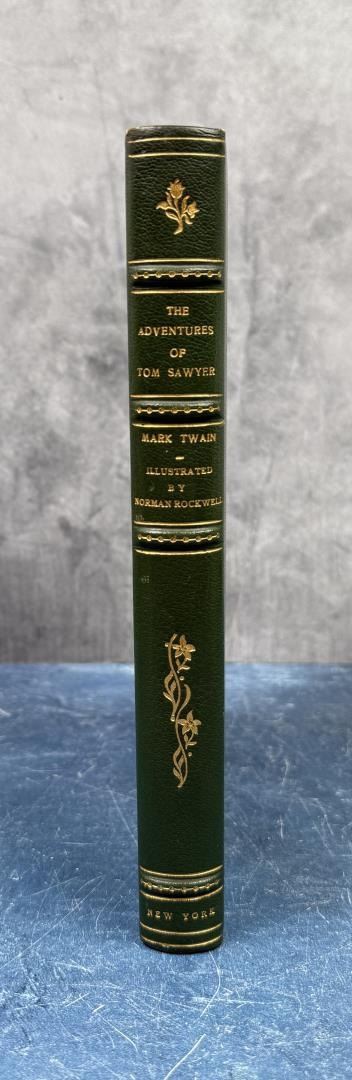 THE
ADVENTURES
OF
TOM SAWYER
MARK TWAIN
–
ILLUSTRATED
BY
NORMAN ROCKWELL
NEW YORK